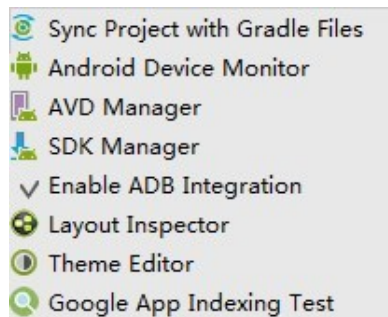 Sync Project with Gradle Files
Android Device Monitor
AVD Manager
SDK Manager
Enable ADB Integration
Layout Inspector
Theme Editor
Google App Indexing Test